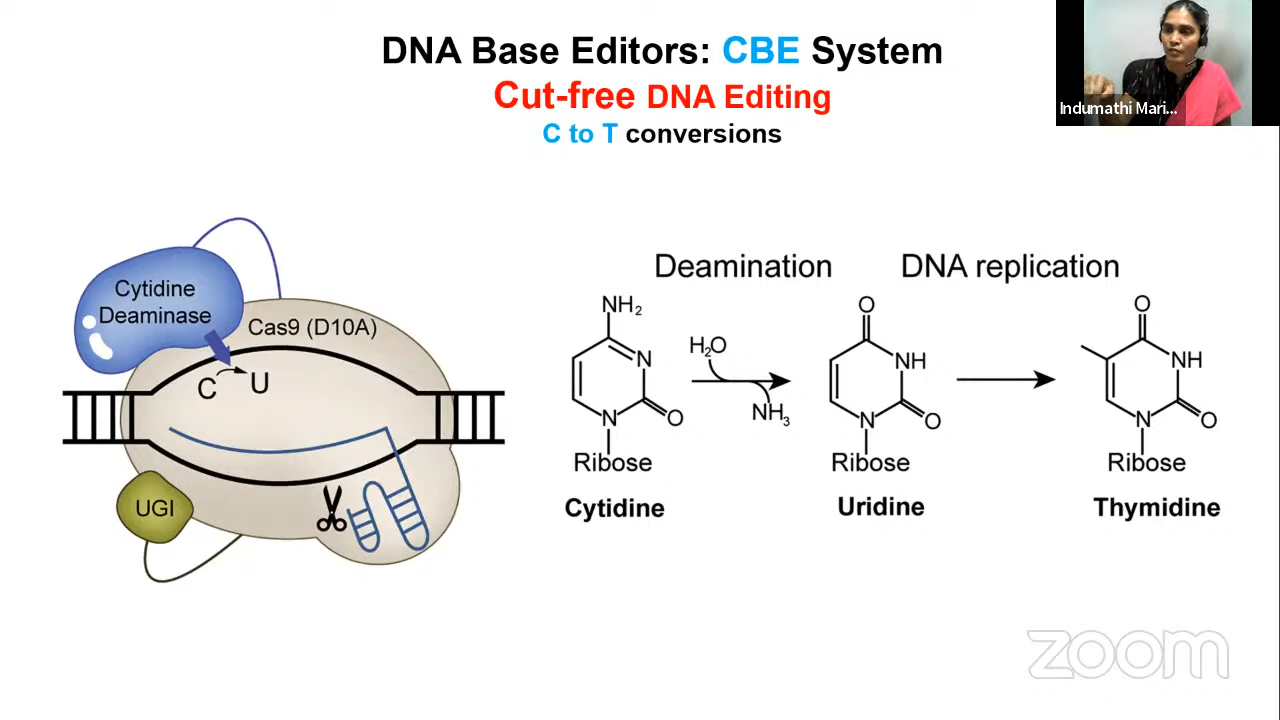 DNA Base Editors: CBE System
Cut-free DNA Editing
C to T conversions
Indumathi Mari...
Cytidine
Deaminase
Cas9 (D10A)
C U
UGI
Deamination DNA replication
NH2
N
O
N
Ribose
Cytidine
H2O
NH3
O
NH
O
N
Ribose
Uridine
O
NH
O
N
Ribose
Thymidine
zoom